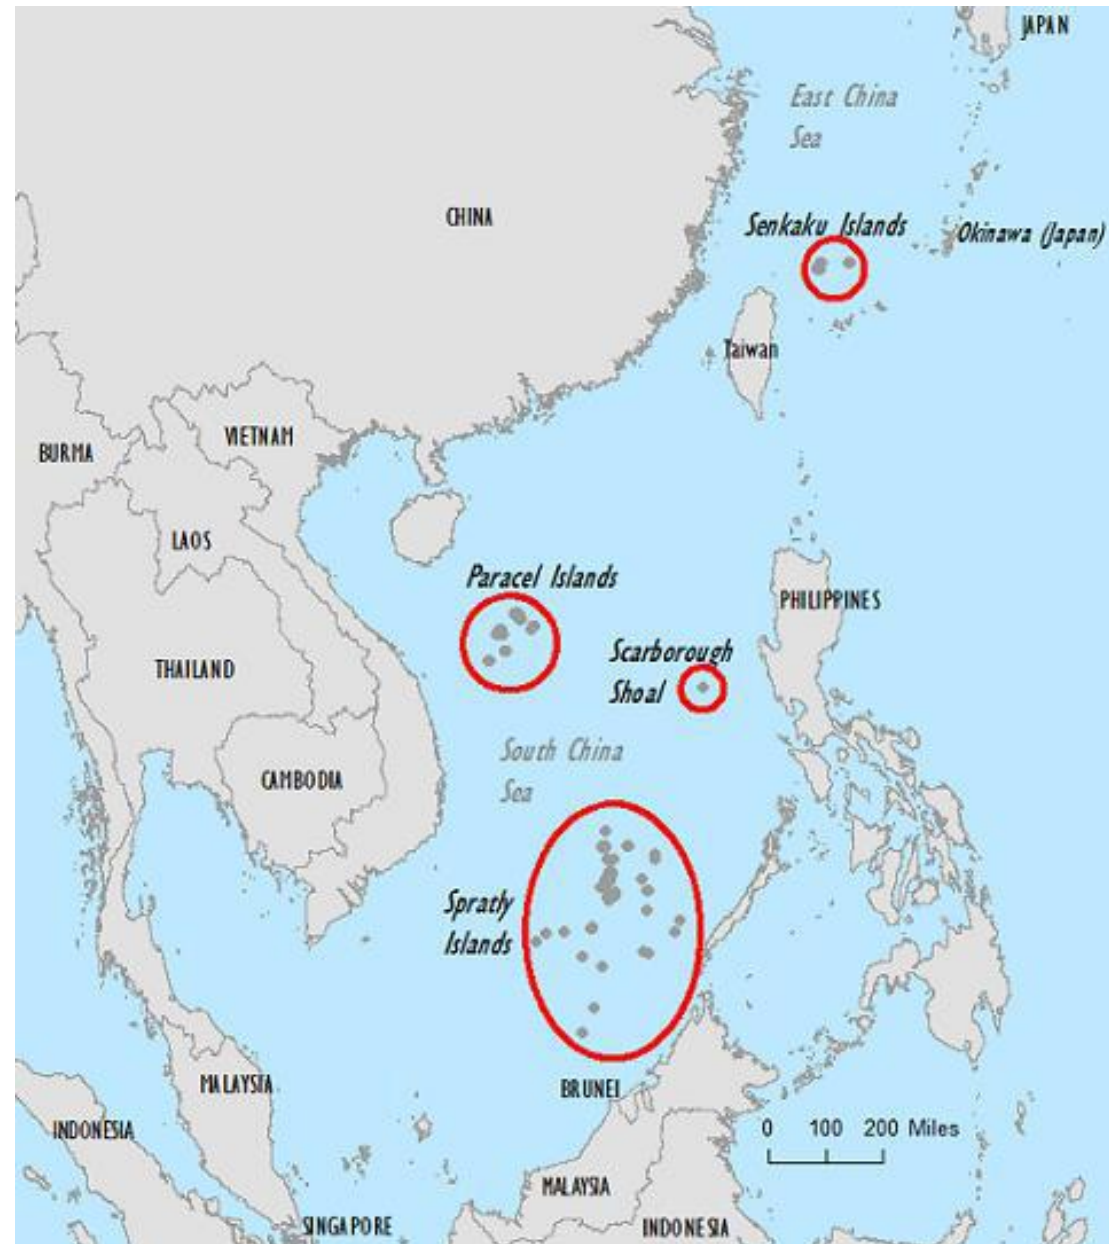 JAPAN
East China
Sea
CHINA
Senkaku Islands
Okinawa (Japan)
Taiwan
VIETNAM
BURMA
LAOS
Paracel Islands
PHILIPPINES
Scarborough
Shoal
THAILAND
South China
Sea
CAMBODIA
Spratly
Islands
MALAYSIA
BRUNEI
INDONESIA
0 100 200 Miles
MALAYSIA
SINGAPORE
INDONESIA